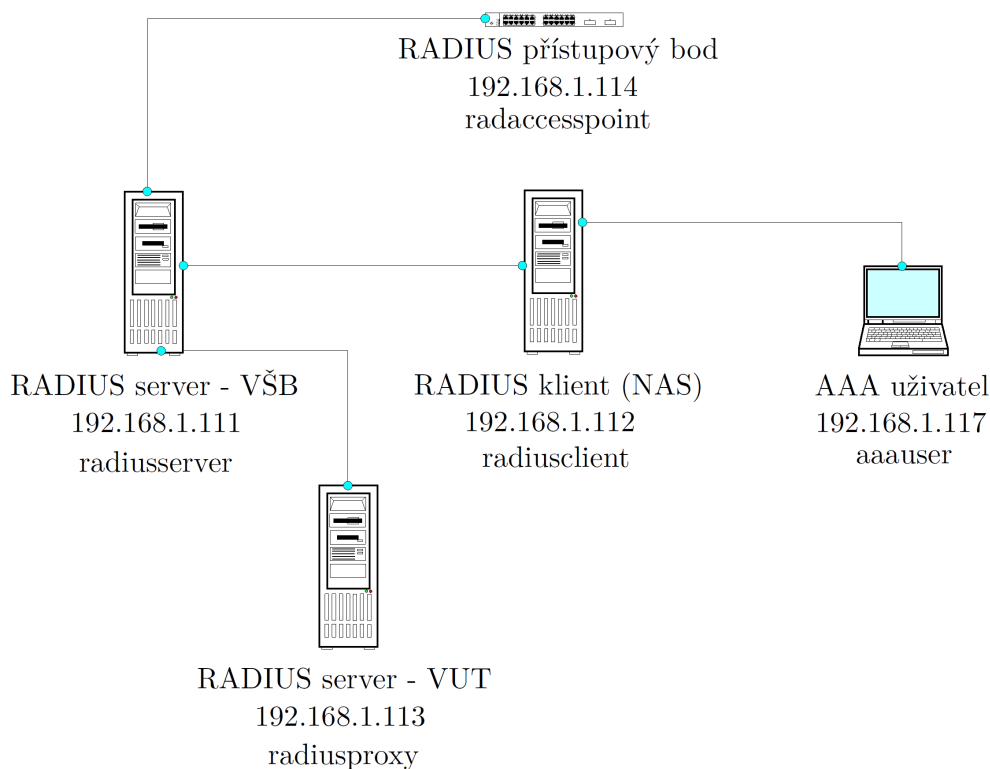 RADIUS přístupový bod
192.168.1.114
radaccesspoint
RADIUS server - VŠB
192.168.1.111
radiusserver
RADIUS klient (NAS)
192.168.1.112
radiusclient
AAA uživatel
192.168.1.117
aaauser
RADIUS server - VUT
192.168.1.113
radiusproxy